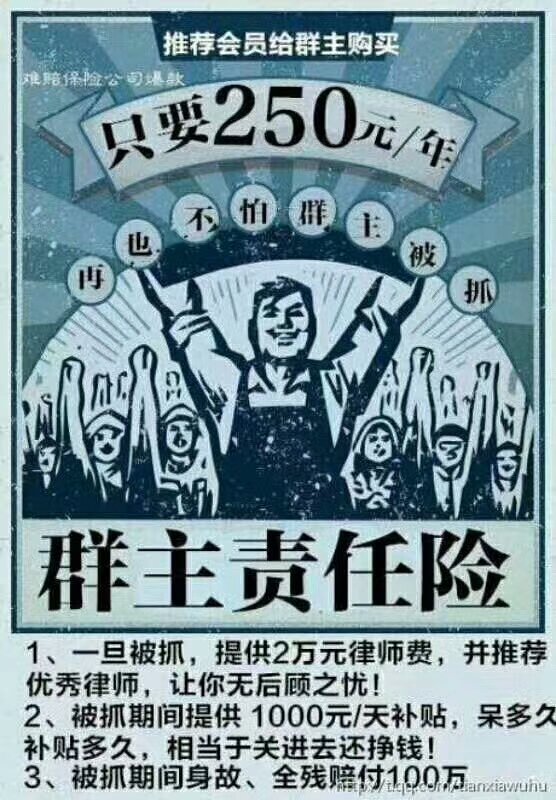 推荐会员给群主购买
难赔保险公司爆款
只要250元/年
再也不怕群主被抓
群主责任险
1、一旦被抓，提供2万元律师费，并推荐
优秀律师，让你无后顾之忧！
2、被抓期间提供 1000元/天补贴，呆多久
补贴多久，相当于关进去还挣钱！
3、被抓期间身故、全残赔付100万
http://t.qq.com/tianxiawuhu